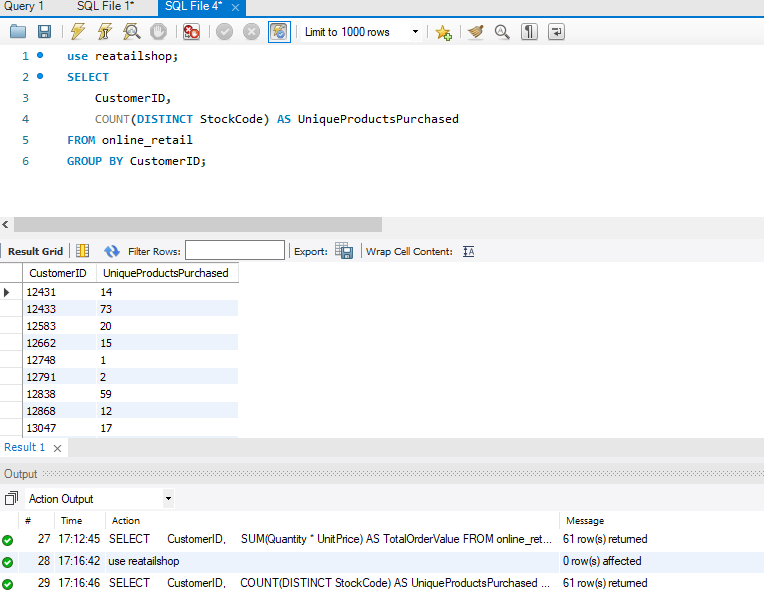 Query 1 SQL File 1* SQL File 4* ×
Limit to 1000 rows
1 use reatailshop;
2 SELECT
3 CustomerID,
4 COUNT(DISTINCT StockCode) AS UniqueProductsPurchased
5 FROM online_retail
6 GROUP BY CustomerID;
Result Grid Filter Rows: Export: Wrap Cell Content:
CustomerID UniqueProductsPurchased
12431 14
12433 73
12583 20
12662 15
12748 1
12791 2
12838 59
12868 12
13047 17
Result 1 ×
Output
Action Output
# Time Action Message
27 17:12:45 SELECT CustomerID, SUM(Quantity * UnitPrice) AS TotalOrderValue FROM online_ret... 61 row(s) returned
28 17:16:42 use reatailshop 0 row(s) affected
29 17:16:46 SELECT CustomerID, COUNT(DISTINCT StockCode) AS UniqueProductsPurchased ... 61 row(s) returned